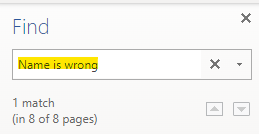 Find
Name is wrong
1 match
(in 8 of 8 pages)